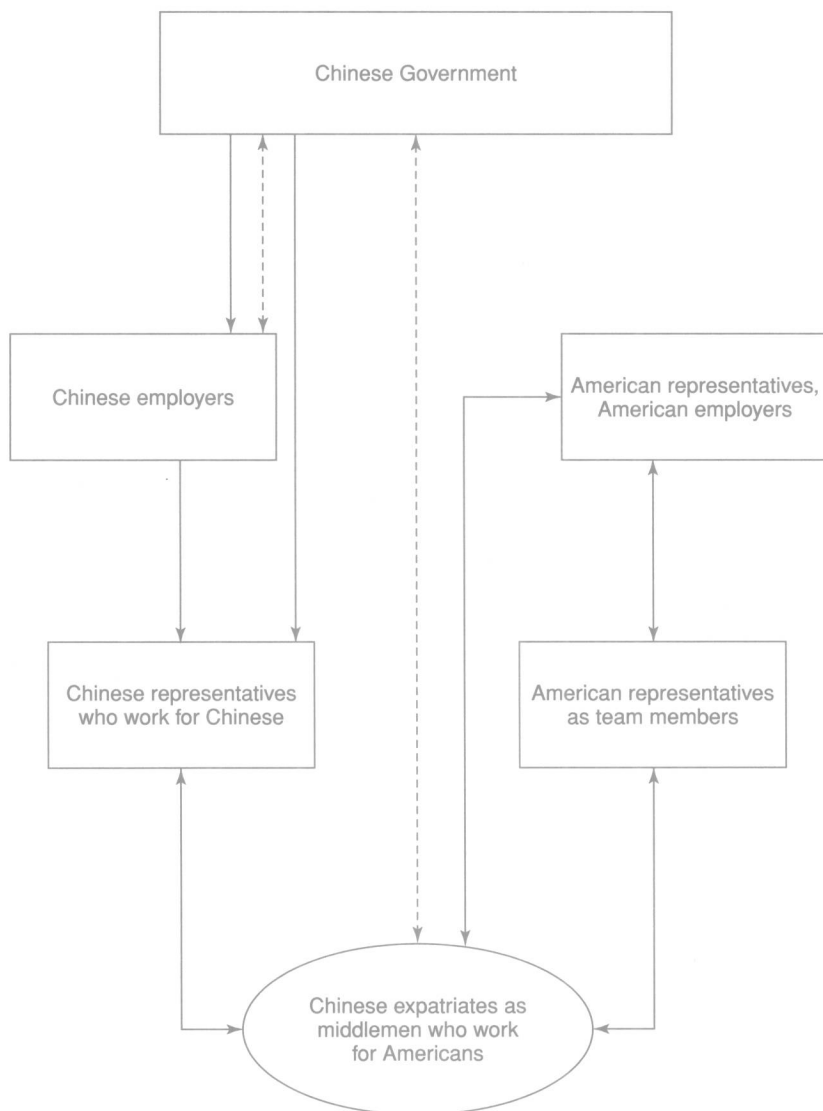 Chinese Government
Chinese employers
American representatives,
American employers
Chinese representatives
who work for Chinese
American representatives
as team members
Chinese expatriates as
middlemen who work
for Americans